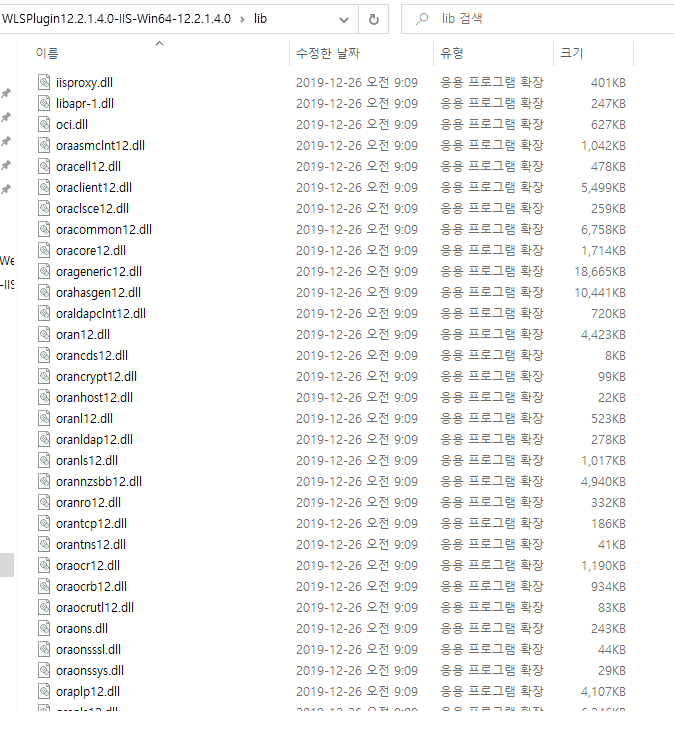 WLSPlugin12.2.1.4.0-IIS-Win64-12.2.1.4.0 > lib lib 검색
이름 수정한 날짜 유형 크기
iisproxy.dll 2019-12-26 오전 9:09 응용 프로그램 확장 401KB
libapr-1.dll 2019-12-26 오전 9:09 응용 프로그램 확장 247KB
oci.dll 2019-12-26 오전 9:09 응용 프로그램 확장 627KB
oraasmclnt12.dll 2019-12-26 오전 9:09 응용 프로그램 확장 1,042KB
oracell12.dll 2019-12-26 오전 9:09 응용 프로그램 확장 478KB
oraclient12.dll 2019-12-26 오전 9:09 응용 프로그램 확장 5,499KB
oraclsce12.dll 2019-12-26 오전 9:09 응용 프로그램 확장 259KB
oracommon12.dll 2019-12-26 오전 9:09 응용 프로그램 확장 6,758KB
oracore12.dll 2019-12-26 오전 9:09 응용 프로그램 확장 1,714KB
We
orageneric12.dll 2019-12-26 오전 9:09 응용 프로그램 확장 18,665KB
-IIS
orahasgen12.dll 2019-12-26 오전 9:09 응용 프로그램 확장 10,441KB
oraldapclnt12.dll 2019-12-26 오전 9:09 응용 프로그램 확장 720KB
oran12.dll 2019-12-26 오전 9:09 응용 프로그램 확장 4,423KB
orancds12.dll 2019-12-26 오전 9:09 응용 프로그램 확장 8KB
orancrypt12.dll 2019-12-26 오전 9:09 응용 프로그램 확장 99KB
oranhost12.dll 2019-12-26 오전 9:09 응용 프로그램 확장 22KB
oranl12.dll 2019-12-26 오전 9:09 응용 프로그램 확장 523KB
oranldap12.dll 2019-12-26 오전 9:09 응용 프로그램 확장 278KB
oranls12.dll 2019-12-26 오전 9:09 응용 프로그램 확장 1,017KB
orannzsbb12.dll 2019-12-26 오전 9:09 응용 프로그램 확장 4,940KB
oranro12.dll 2019-12-26 오전 9:09 응용 프로그램 확장 332KB
orantcp12.dll 2019-12-26 오전 9:09 응용 프로그램 확장 186KB
orantns12.dll 2019-12-26 오전 9:09 응용 프로그램 확장 41KB
oraocr12.dll 2019-12-26 오전 9:09 응용 프로그램 확장 1,190KB
oraocrb12.dll 2019-12-26 오전 9:09 응용 프로그램 확장 934KB
oraocrutl12.dll 2019-12-26 오전 9:09 응용 프로그램 확장 83KB
oraons.dll 2019-12-26 오전 9:09 응용 프로그램 확장 243KB
oraonsssl.dll 2019-12-26 오전 9:09 응용 프로그램 확장 44KB
oraonssys.dll 2019-12-26 오전 9:09 응용 프로그램 확장 29KB
oraplp12.dll 2019-12-26 오전 9:09 응용 프로그램 확장 4,107KB